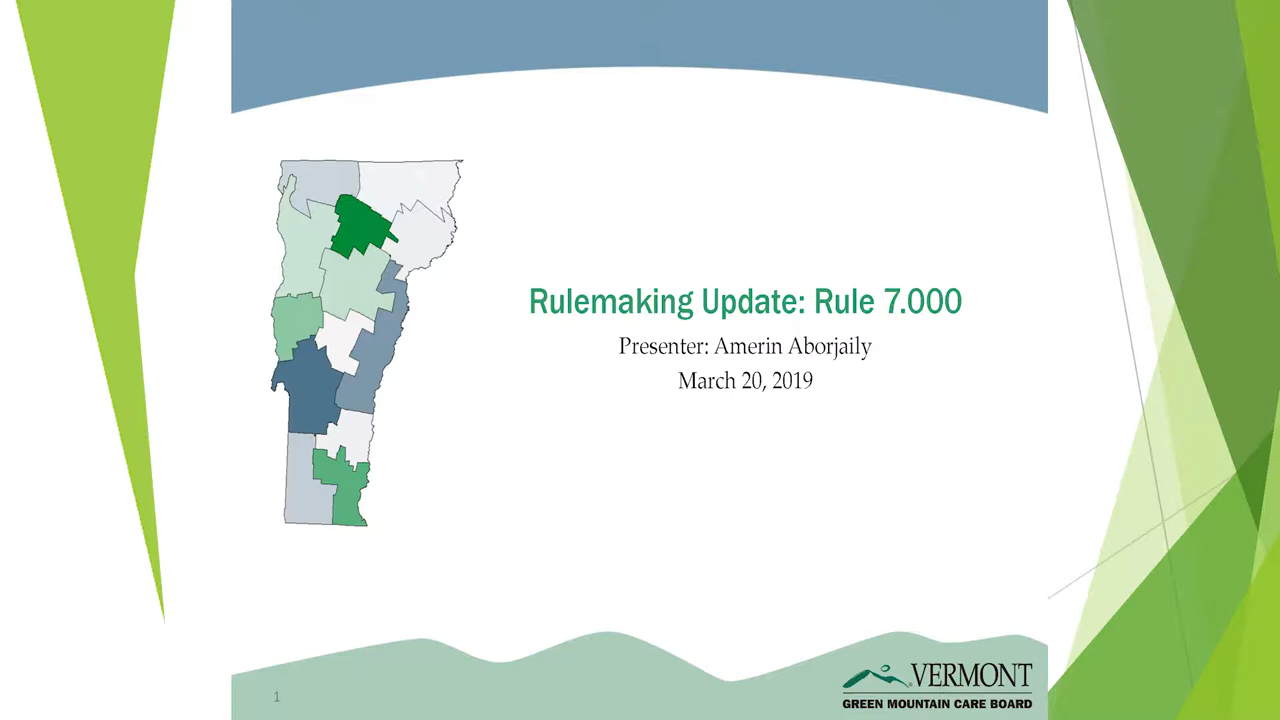 Rulemaking Update: Rule 7.000
Presenter: Amerin Aborjaily
March 20, 2019
1
VERMONT
GREEN MOUNTAIN CARE BOARD